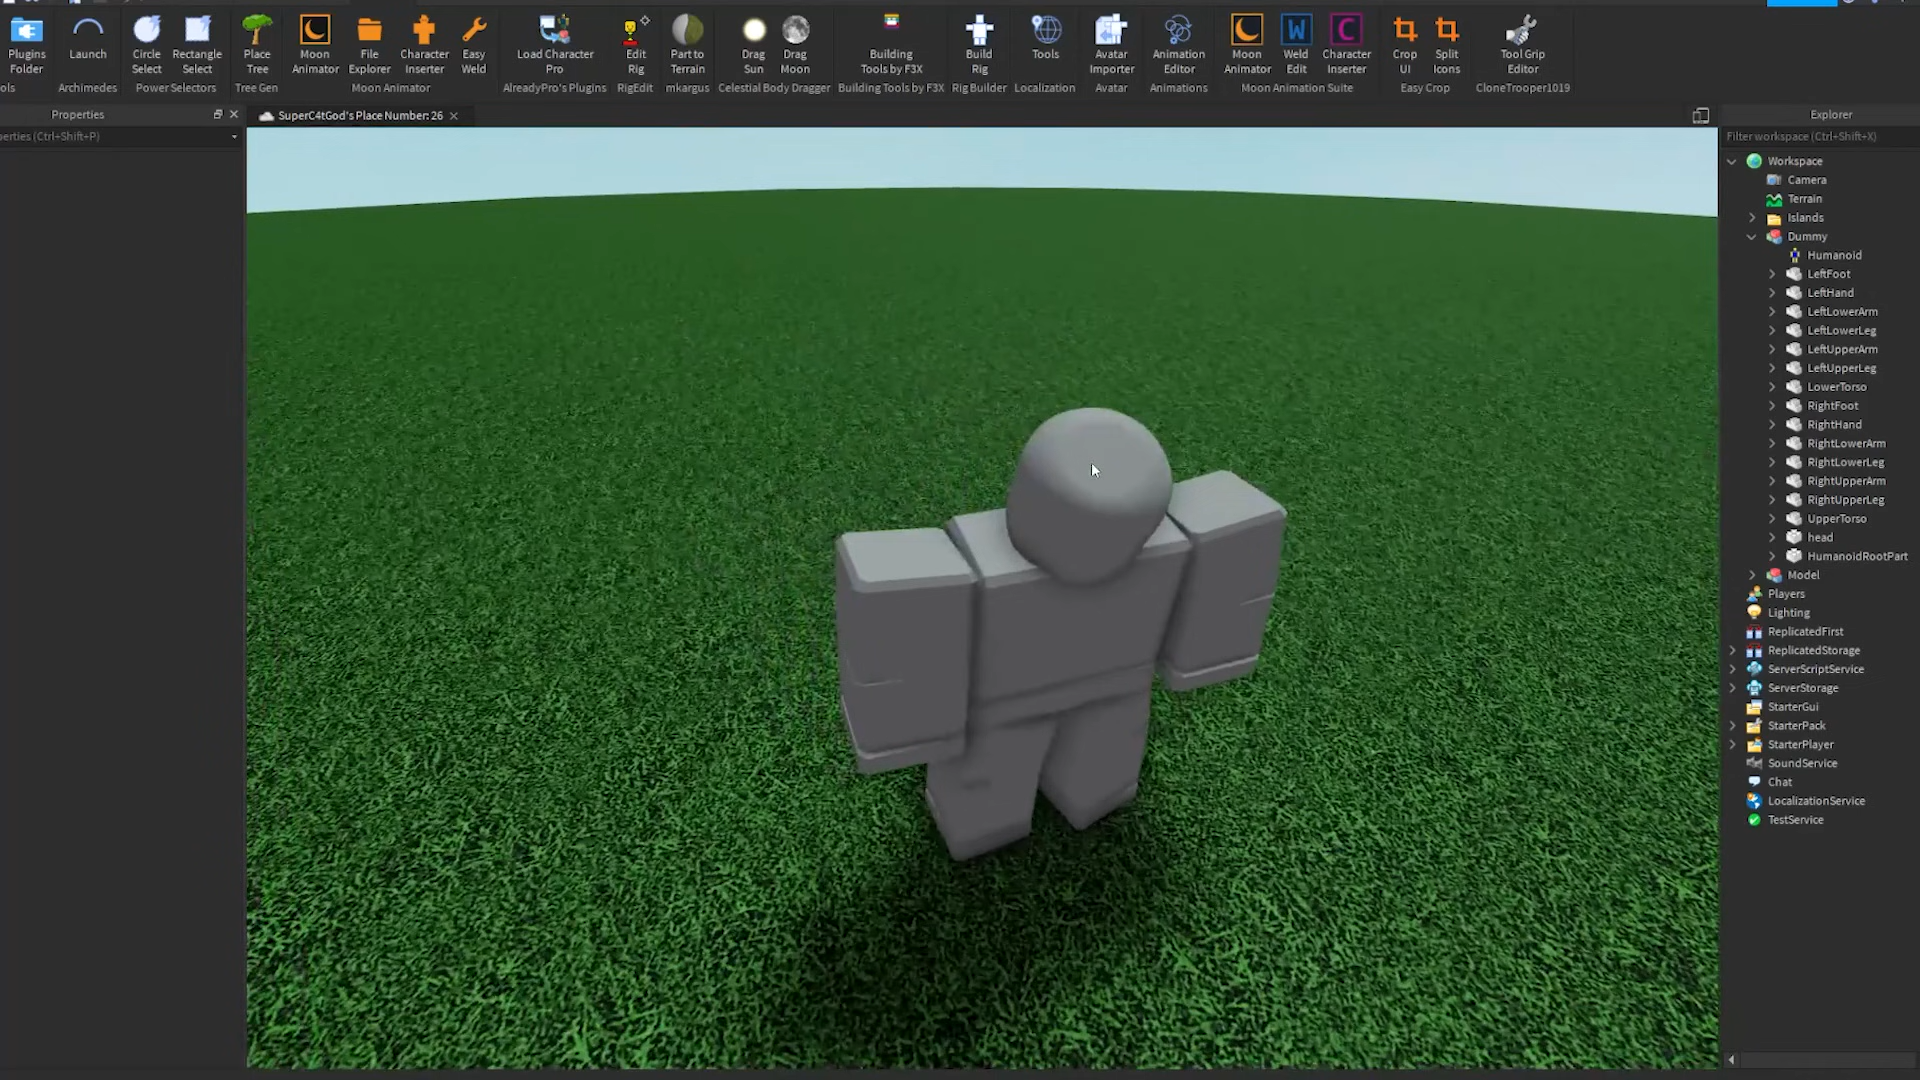 Plugins Folder
Launch
Circle Select
Rectangle Select
Place Tree
Moon Animator
File Explorer
Character Inserter
Easy Weld
Load Character Pro
Edit Rig
Part to Terrain
Drag Sun
Drag Moon
Building Tools by F3X
Build Rig
Tools
Avatar Importer
Animation Editor
Moon Animator
Weld Edit
Character Inserter
Crop UI
Split Icons
Tool Grip Editor
ols
Archimedes
Power Selectors
Tree Gen
Moon Animator
AlreadyPro's Plugins
RigEdit
mkargus
Celestial Body Dragger
Building Tools by F3X
Rig Builder
Localization
Avatar
Animations
Moon Animation Suite
Easy Crop
CloneTrooper1019
Properties
erties (Ctrl+Shift+P)
SuperC4tGod's Place Number: 26
Explorer
Filter workspace (Ctrl+Shift+X)
Workspace
Camera
Terrain
Islands
Dummy
Humanoid
LeftFoot
LeftHand
LeftLowerArm
LeftLowerLeg
LeftUpperArm
LeftUpperLeg
LowerTorso
RightFoot
RightHand
RightLowerArm
RightLowerLeg
RightUpperArm
RightUpperLeg
UpperTorso
head
HumanoidRootPart
Model
Players
Lighting
ReplicatedFirst
ReplicatedStorage
ServerScriptService
ServerStorage
StarterGui
StarterPack
StarterPlayer
SoundService
Chat
LocalizationService
TestService